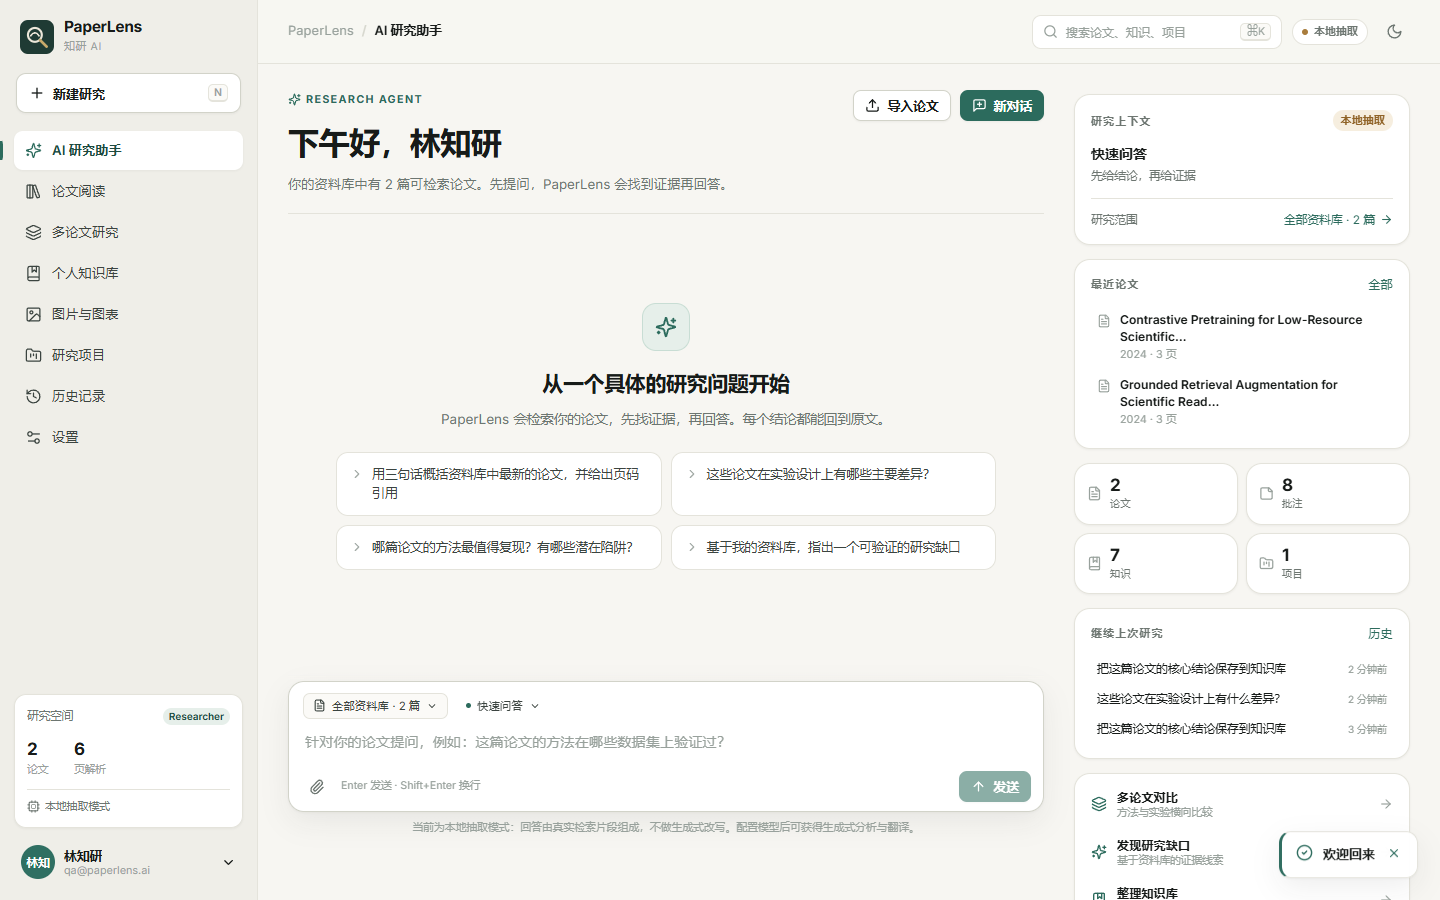 PaperLens
知研 AI
新建研究
N
AI 研究助手
论文阅读
多论文研究
个人知识库
图片与图表
研究项目
历史记录
设置
研究空间
Researcher
2
论文
6
页解析
本地抽取模式
林知
林知研
qa@paperlens.ai
PaperLens / AI 研究助手
搜索论文、知识、项目
⌘K
本地抽取
RESEARCH AGENT
下午好，林知研
你的资料库中有 2 篇可检索论文。先提问，PaperLens 会找到证据再回答。
导入论文
新对话
从一个具体的研究问题开始
PaperLens 会检索你的论文，先找证据，再回答。每个结论都能回到原文。
用三句话概括资料库中最新的论文，并给出页码
引用
这些论文在实验设计上有哪些主要差异？
哪篇论文的方法最值得复现？有哪些潜在陷阱？
基于我的资料库，指出一个可验证的研究缺口
全部资料库 · 2 篇
快速问答
针对你的论文提问，例如：这篇论文的方法在哪些数据集上验证过？
Enter 发送 · Shift+Enter 换行
发送
当前为本地抽取模式：回答由真实检索片段组成，不做生成式改写。配置模型后可获得生成式分析与翻译。
研究上下文
本地抽取
快速问答
先给结论，再给证据
研究范围
全部资料库 · 2 篇
最近论文
全部
Contrastive Pretraining for Low-Resource
Scientific...
2024 · 3 页
Grounded Retrieval Augmentation for
Scientific Read...
2024 · 3 页
2
论文
8
批注
7
知识
1
项目
继续上次研究
历史
把这篇论文的核心结论保存到知识库
2 分钟前
这些论文在实验设计上有什么差异？
2 分钟前
把这篇论文的核心结论保存到知识库
3 分钟前
多论文对比
方法与实验横向比较
发现研究缺口
基于资料库的证据线索
整理知识库
欢迎回来